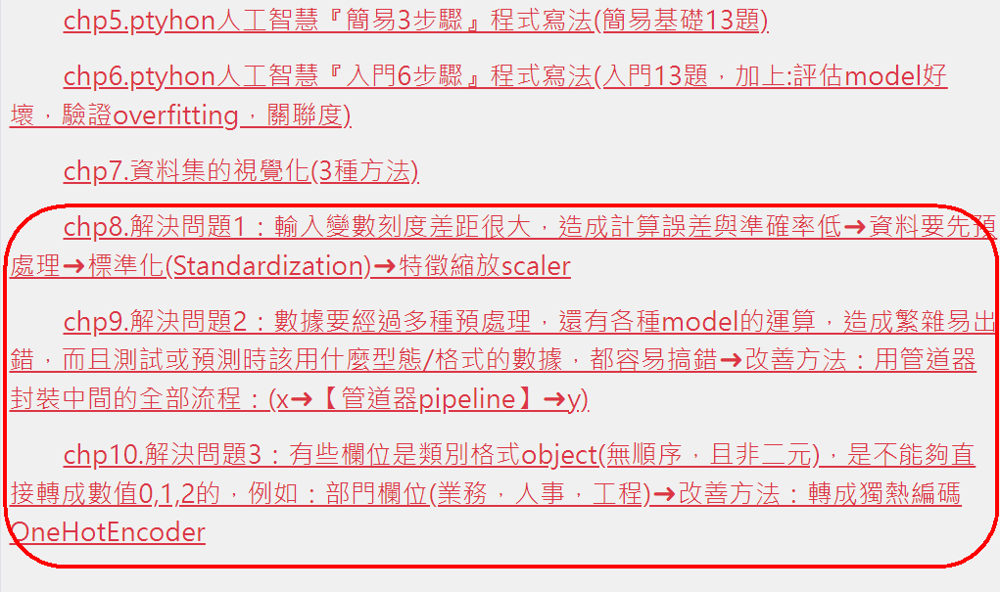 chp5.ptyhon人工智慧『簡易3步驟』程式寫法(簡易基礎13題)
chp6.ptyhon人工智慧『入門6步驟』程式寫法(入門13題，加上:評估model好
壞，驗證overfitting，關聯度)
chp7.資料集的視覺化(3種方法)
chp8.解決問題1：輸入變數刻度差距很大，造成計算誤差與準確率低➜資料要先預
處理➜標準化(Standardization)➜特徵縮放scaler
chp9.解決問題2：數據要經過多種預處理，還有各種model的運算，造成繁雜易出
錯，而且測試或預測時該用什麼型態/格式的數據，都容易搞錯➜改善方法：用管道器
封裝中間的全部流程：(x➜【管道器pipeline】➜y)
chp10.解決問題3：有些欄位是類別格式object(無順序，且非二元)，是不能夠直
接轉成數值0,1,2的，例如：部門欄位(業務，人事，工程)➜改善方法：轉成獨熱編碼
OneHotEncoder